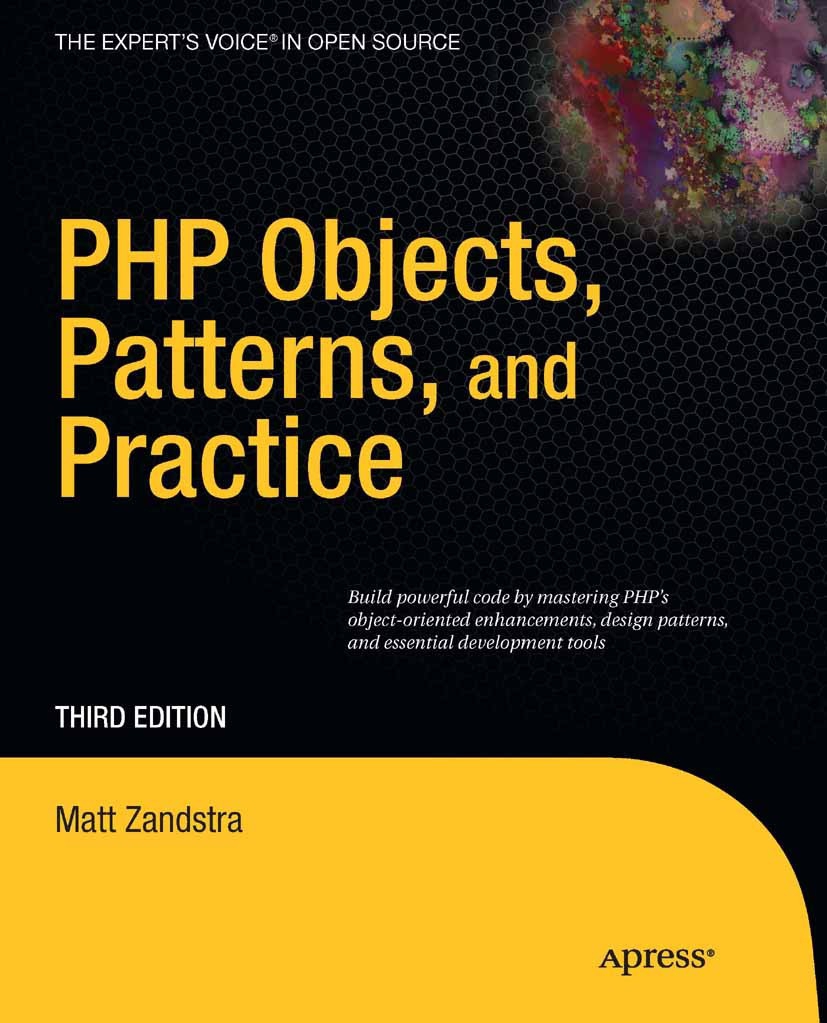 THE EXPERT'S VOICE® IN OPEN SOURCE
PHP Objects,
Patterns, and
Practice
Build powerful code by mastering PHP's
object-oriented enhancements, design patterns,
and essential development tools
THIRD EDITION
Matt Zandstra
Apress®